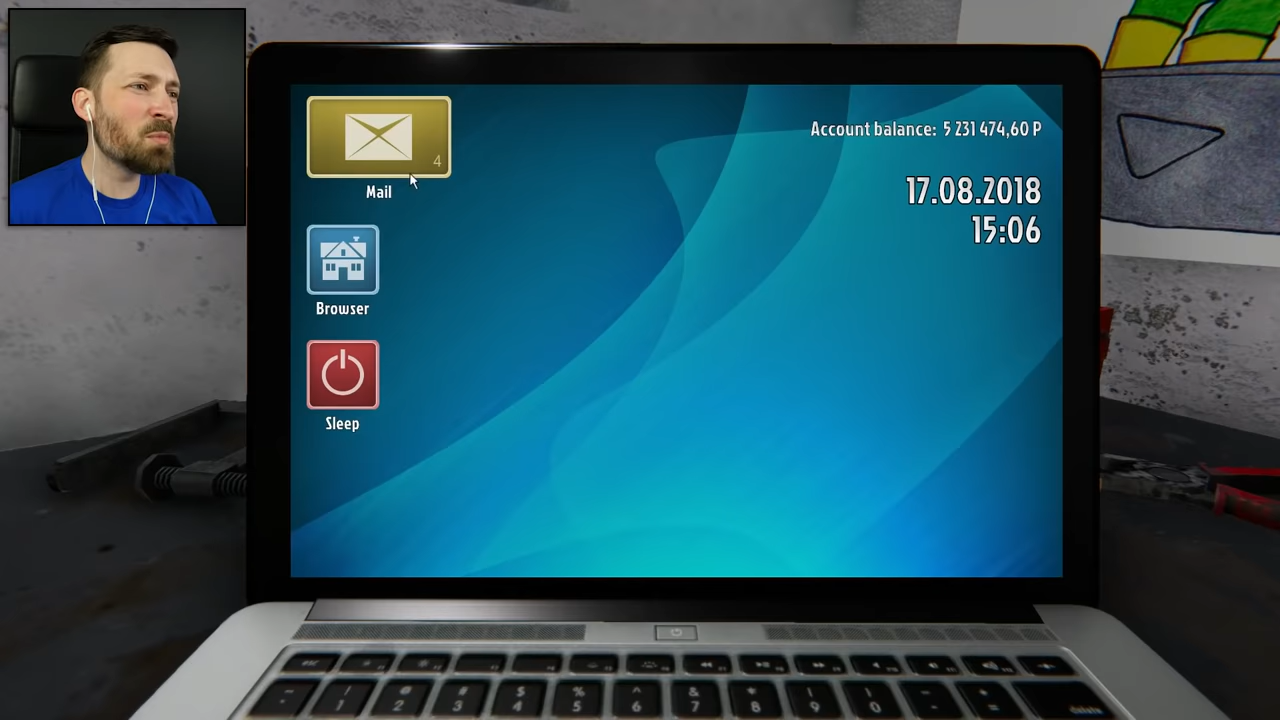 4
Mail
Browser
Sleep
Account balance: 5 231 474,60 P
17.08.2018
15:06